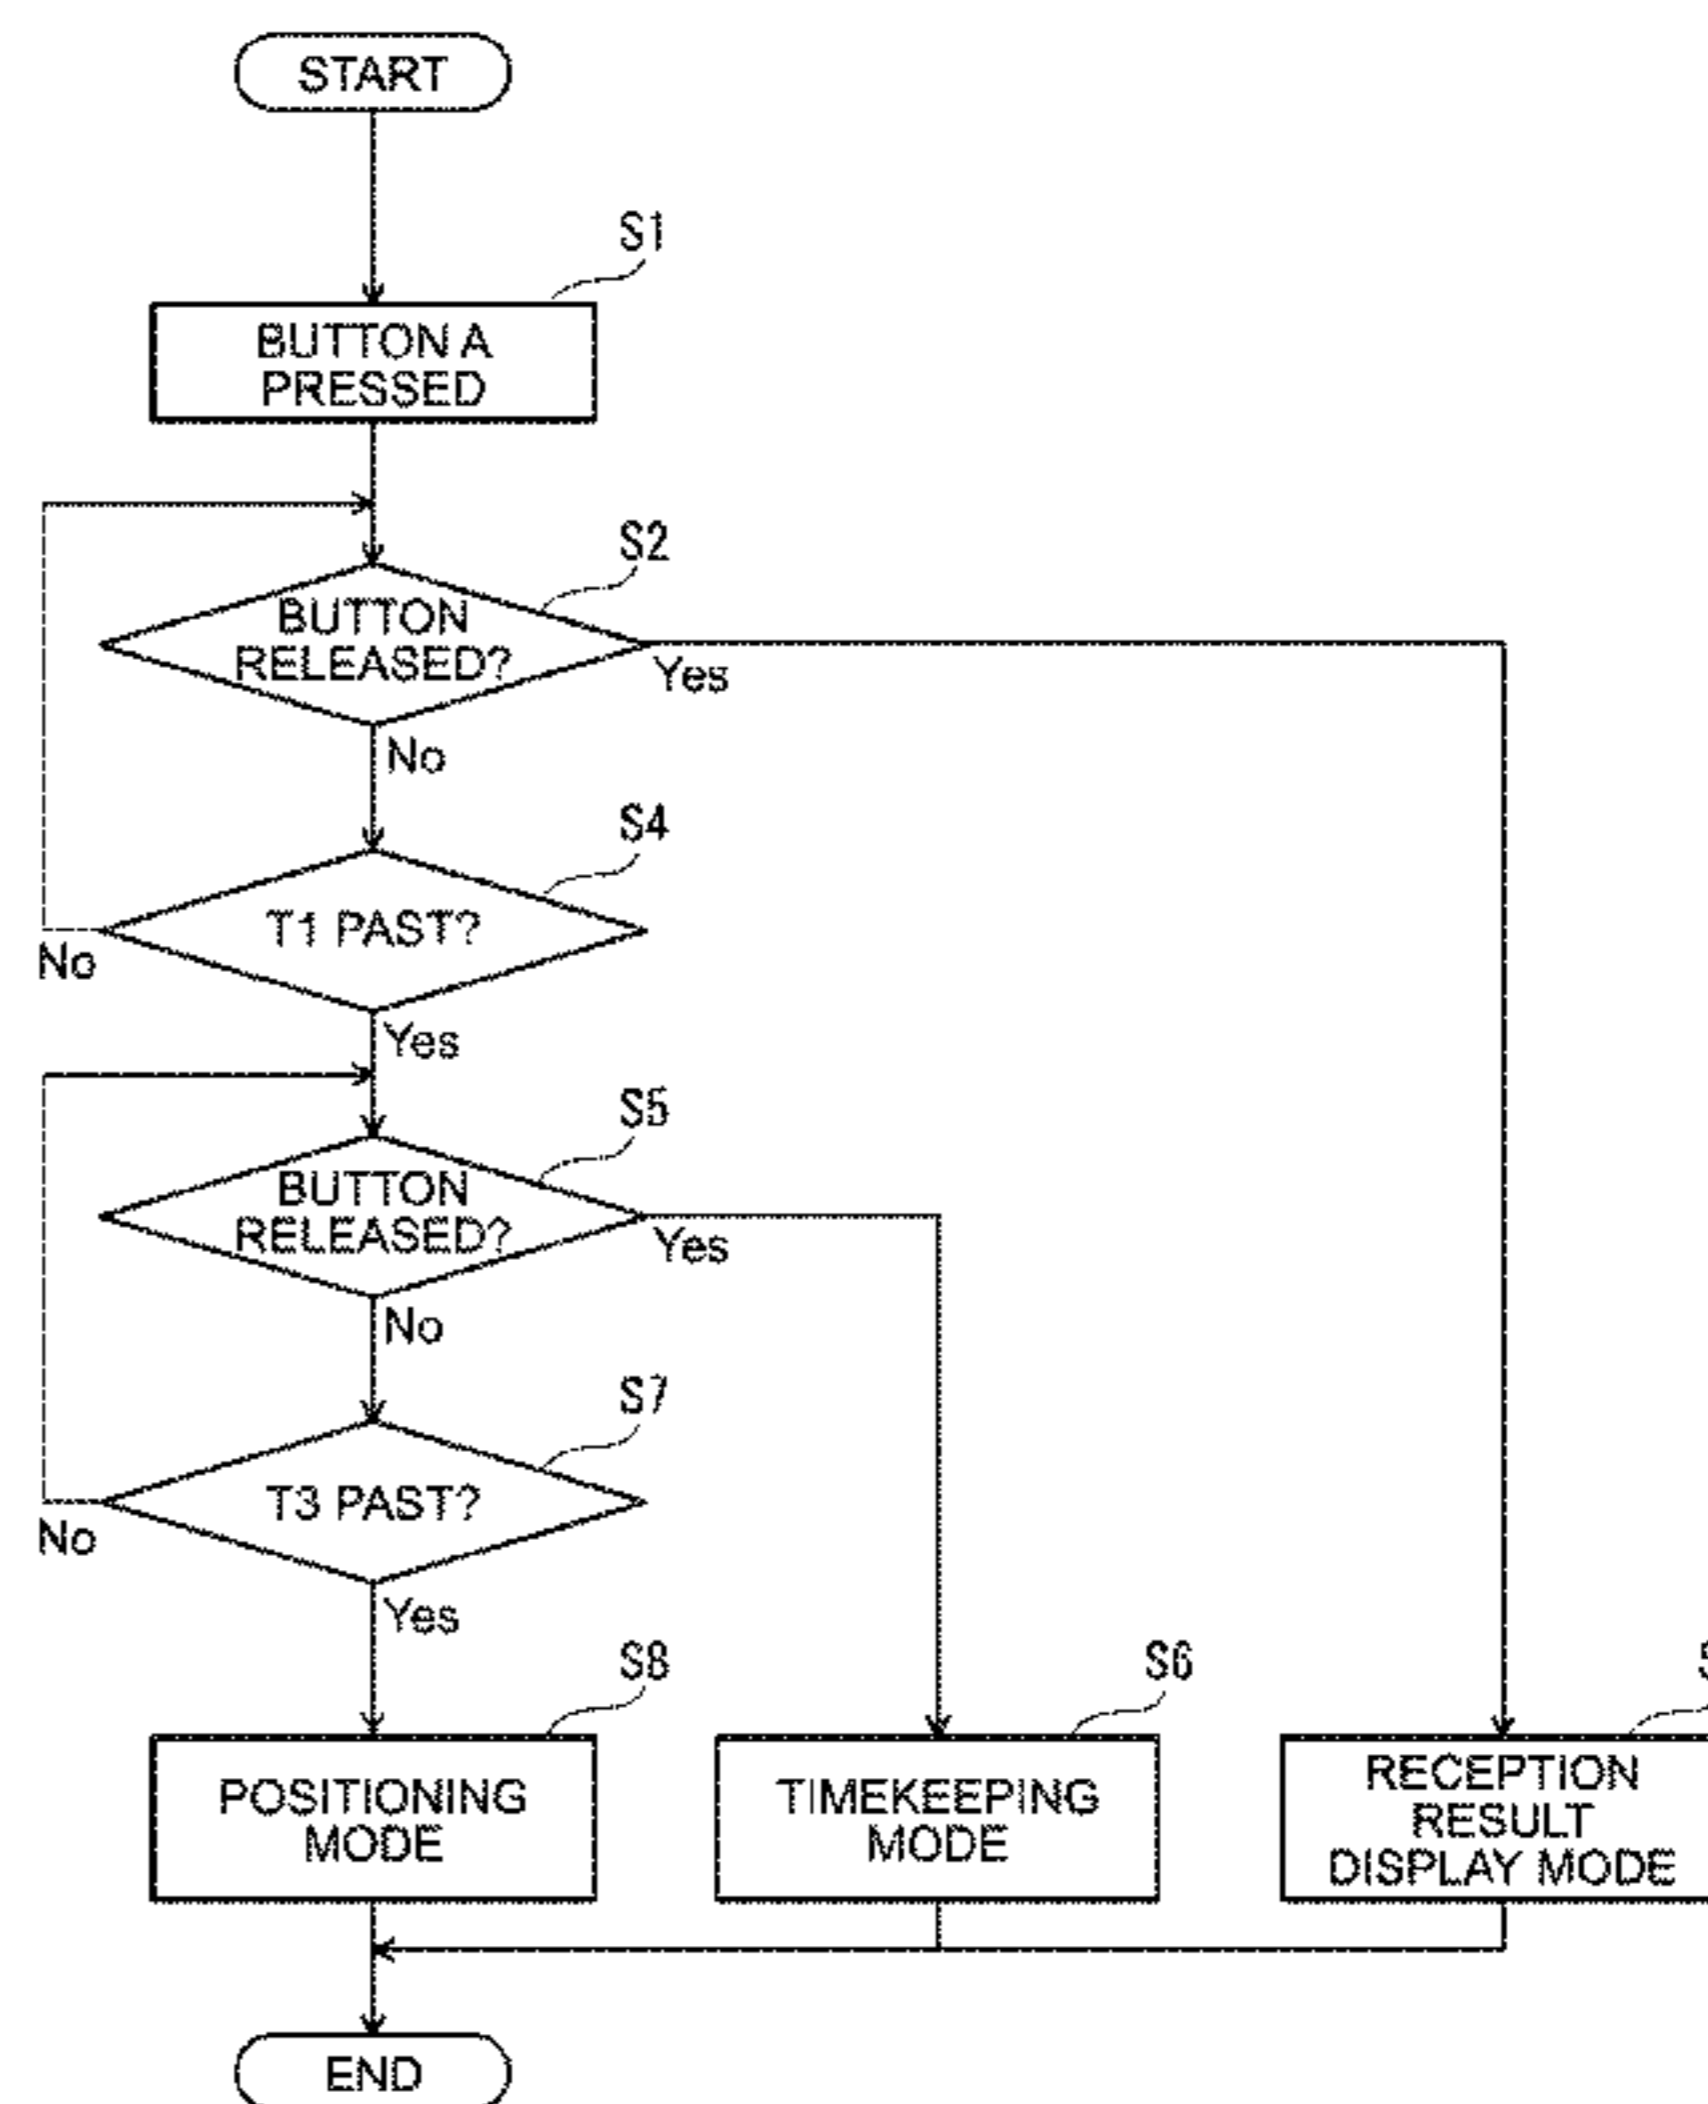 START
S1
BUTTON A
PRESSED
S2
BUTTON
RELEASED?
Yes
No
S4
T1 PAST?
No
Yes
S5
BUTTON
RELEASED?
Yes
No
S7
T3 PAST?
No
Yes
S8
S6
POSITIONING
MODE
TIMEKEEPING
MODE
RECEPTION
RESULT
DISPLAY MODE
END